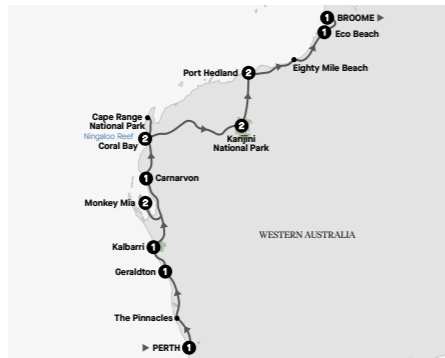 1 BROOME ▶
1 Eco Beach
Port Hedland 2
Eighty Mile Beach
Cape Range
National Park
Ningaloo Reef
Coral Bay
2
2
Karijini
National Park
1 Carnarvon
Monkey Mia 2
WESTERN AUSTRALIA
Kalbarri 1
Geraldton 1
The Pinnacles
▶ PERTH 1